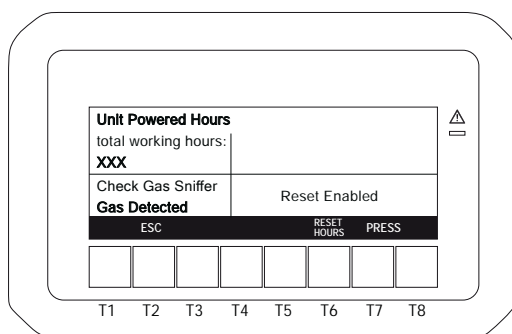 Unit Powered Hours
total working hours:
XXX
Check Gas Sniffer
Gas Detected
Reset Enabled
ESC
RESET
HOURS
PRESS
T1 T2 T3 T4 T5 T6 T7 T8